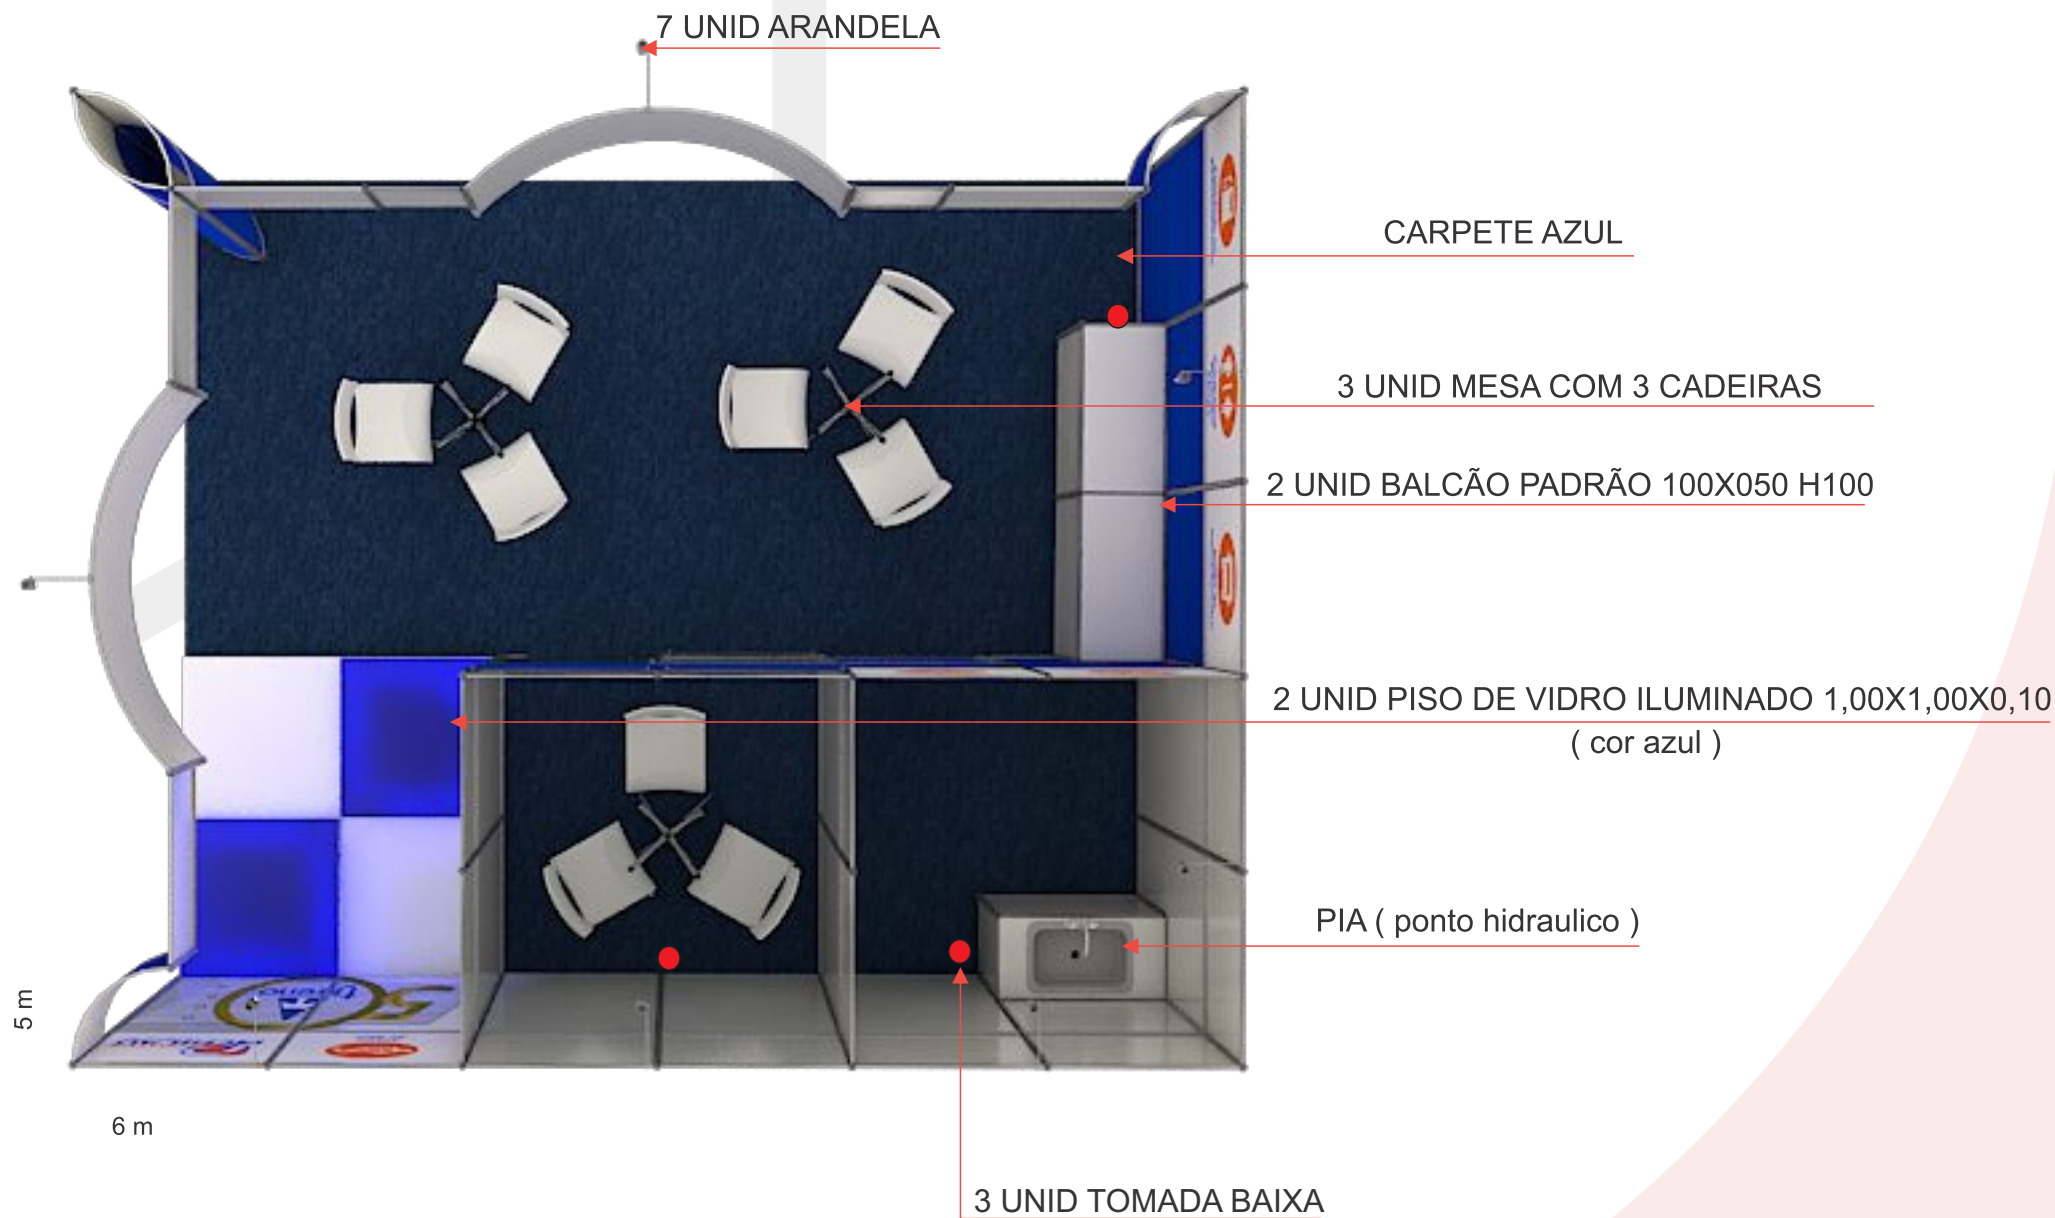 7 UNID ARANDELA
CARPETE AZUL
3 UNID MESA COM 3 CADEIRAS
2 UNID BALCÃO PADRÃO 100X050 H100
2 UNID PISO DE VIDRO ILUMINADO 1,00X1,00X0,10
( cor azul )
PIA ( ponto hidraulico )
5 m
6 m
3 UNID TOMADA BAIXA